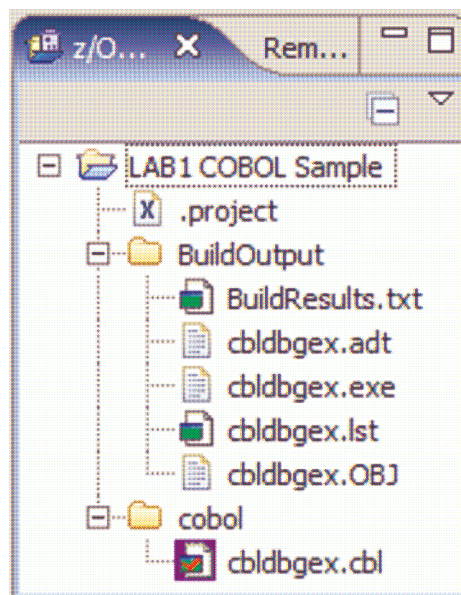 z/O... Rem...
LAB1 COBOL Sample
.project
BuildOutput
BuildResults.txt
cbldbgex.adt
cbldbgex.exe
cbldbgex.lst
cbldbgex.OBJ
cobol
cbldbgex.cbl